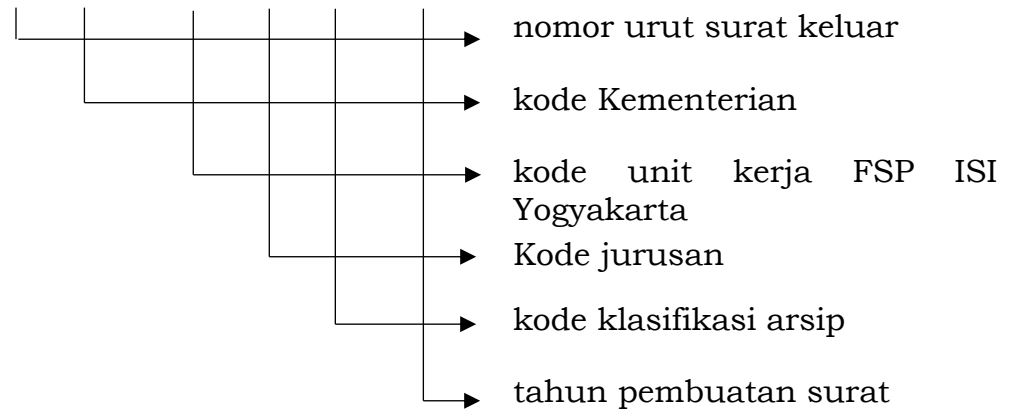 nomor urut surat keluar
kode Kementerian
kode unit kerja FSP ISI
Yogyakarta
Kode jurusan
kode klasifikasi arsip
tahun pembuatan surat